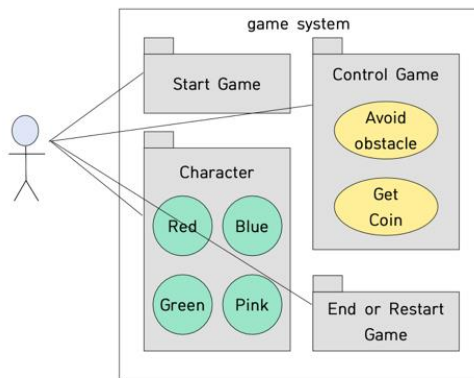 game system
Start Game
Control Game
Avoid
obstacle
Get
Coin
Character
Red
Blue
Green
Pink
End or Restart
Game